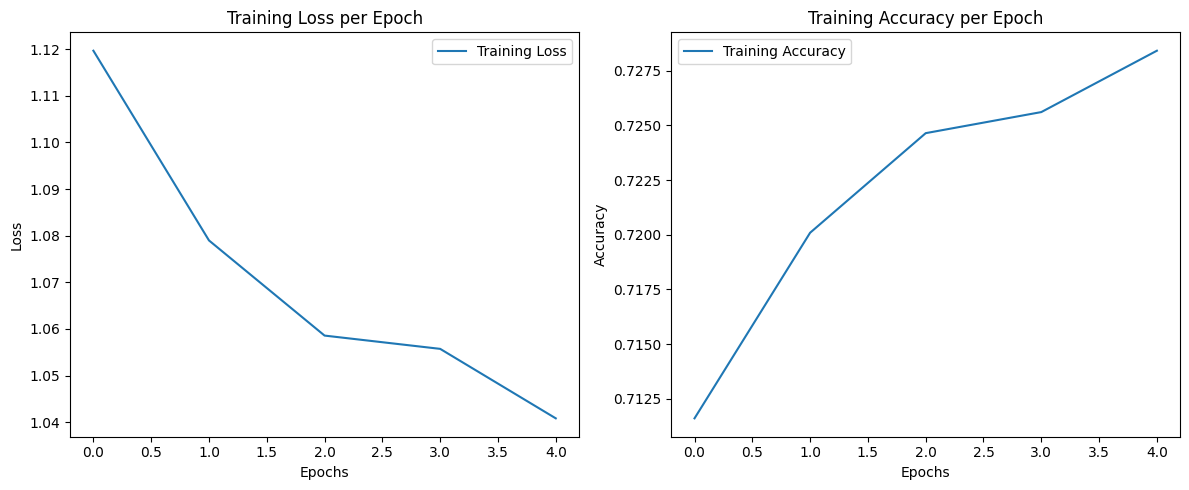 Training Loss per Epoch
Training Loss
1.12
1.11
1.10
1.09
1.08
1.07
1.06
1.05
1.04
Loss
0.0 0.5 1.0 1.5 2.0 2.5 3.0 3.5 4.0
Epochs
Training Accuracy per Epoch
Training Accuracy
0.7275
0.7250
0.7225
0.7200
0.7175
0.7150
0.7125
Accuracy
0.0 0.5 1.0 1.5 2.0 2.5 3.0 3.5 4.0
Epochs